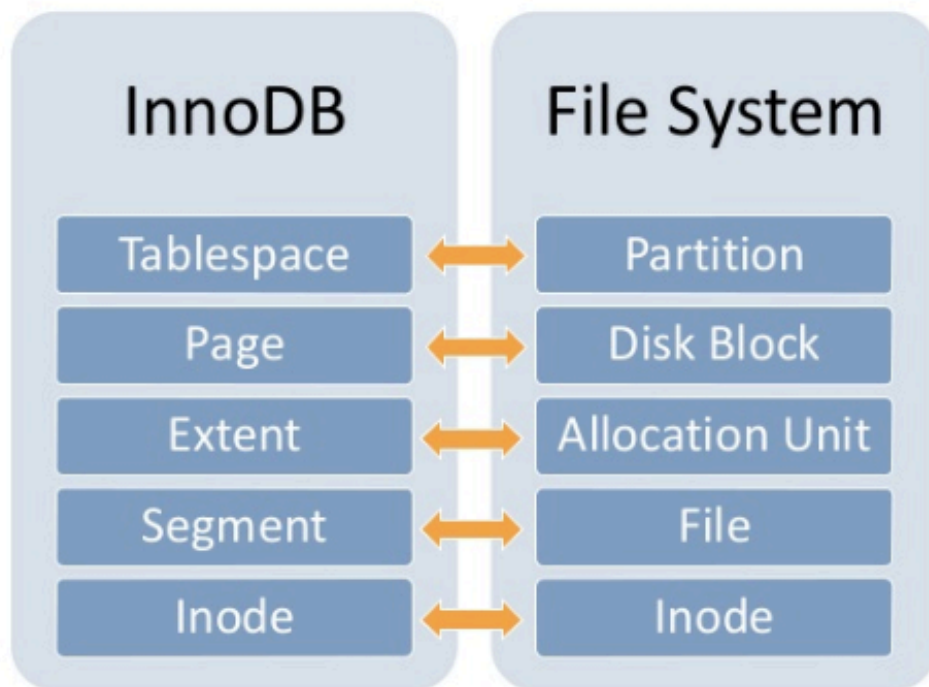 InnoDB
File System
Tablespace
Partition
Page
Disk Block
Extent
Allocation Unit
Segment
File
Inode
Inode